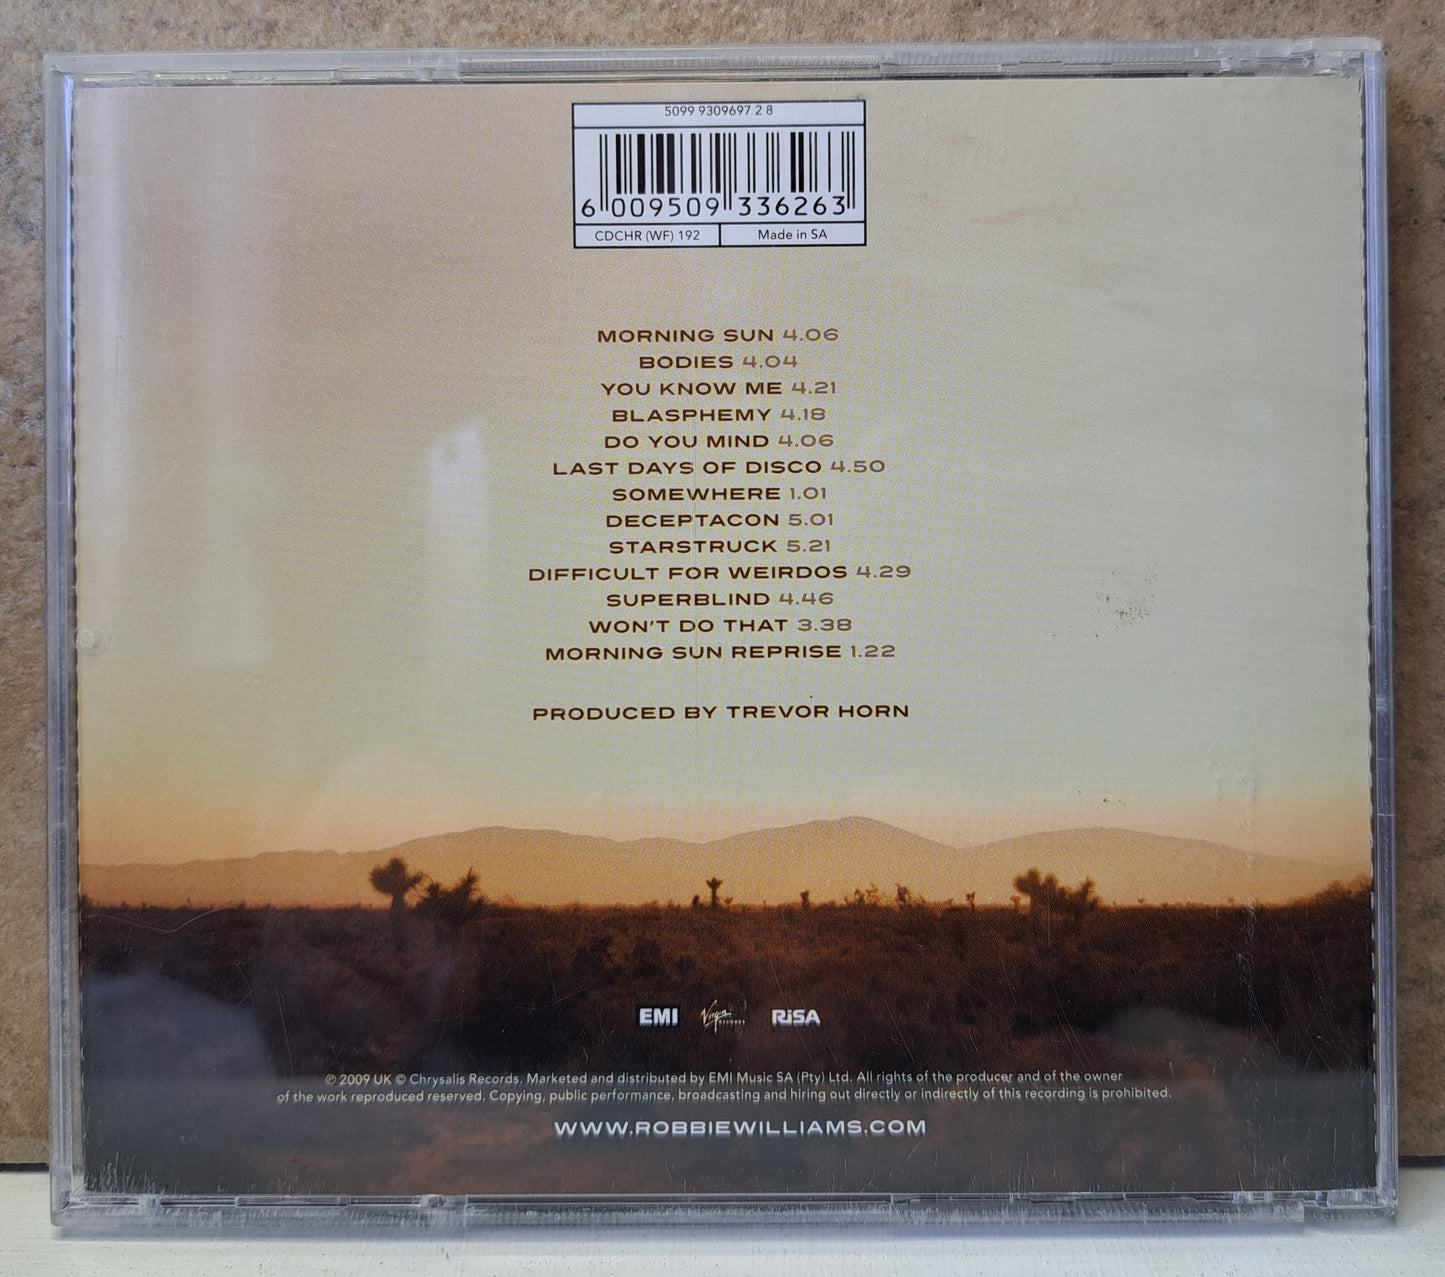 5099 9309697 2 8
6 009509 336263
CDCHR (WF) 192
Made in SA
MORNING SUN 4.06
BODIES 4.04
YOU KNOW ME 4.21
BLASPHEMY 4.18
DO YOU MIND 4.06
LAST DAYS OF DISCO 4.50
SOMEWHERE 1.01
DECEPTACON 5.01
STARSTRUCK 5.21
DIFFICULT FOR WEIRDOS 4.29
SUPERBLIND 4.46
WON'T DO THAT 3.38
MORNING SUN REPRISE 1.22
PRODUCED BY TREVOR HORN
EMI
Virgin RECORDS
RiSA
℗ 2009 UK © Chrysalis Records. Marketed and distributed by EMI Music SA (Pty) Ltd. All rights of the producer and of the owner
of the work reproduced reserved. Copying, public performance, broadcasting and hiring out directly or indirectly of this recording is prohibited.
WWW.ROBBIEWILLIAMS.COM